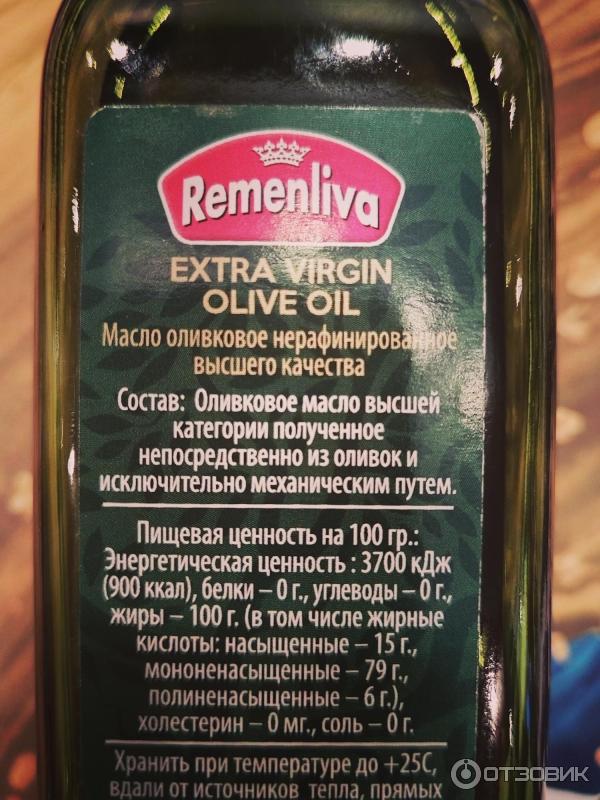 Remenliva
EXTRA VIRGIN
OLIVE OIL
Масло оливковое нерафинированное
высшего качества
Состав: Оливковое масло высшей
категории полученное
непосредственно из оливок и
исключительно механическим путем.
Пищевая ценность на 100 гр.:
Энергетическая ценность : 3700 кДж
(900 ккал), белки – 0 г., углеводы – 0 г.,
жиры – 100 г. (в том числе жирные
кислоты: насыщенные – 15 г.,
мононенасыщенные – 79 г.,
полиненасыщенные – 6 г.),
холестерин – 0 мг., соль – 0 г.
Хранить при температуре до +25С,
вдали от источников тепла, прямых
ОТЗОВИК